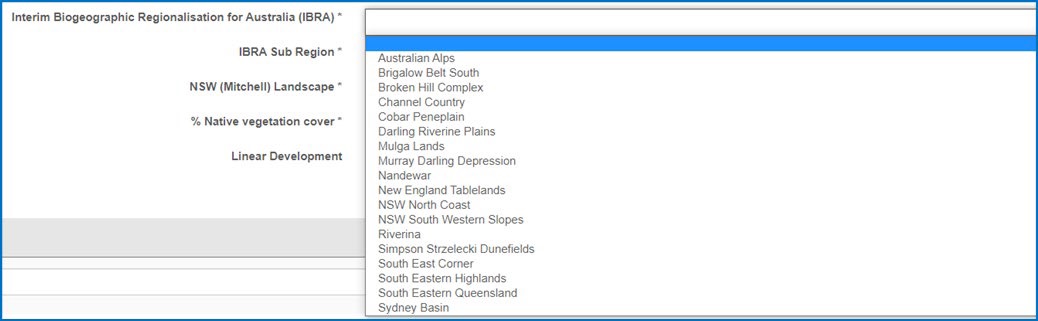 Interim Biogeographic Regionalisation for Australia (IBRA) *
IBRA Sub Region *
NSW (Mitchell) Landscape *
% Native vegetation cover *
Linear Development
Australian Alps
Brigalow Belt South
Broken Hill Complex
Channel Country
Cobar Peneplain
Darling Riverine Plains
Mulga Lands
Murray Darling Depression
Nandewar
New England Tablelands
NSW North Coast
NSW South Western Slopes
Riverina
Simpson Strzelecki Dunefields
South East Corner
South Eastern Highlands
South Eastern Queensland
Sydney Basin